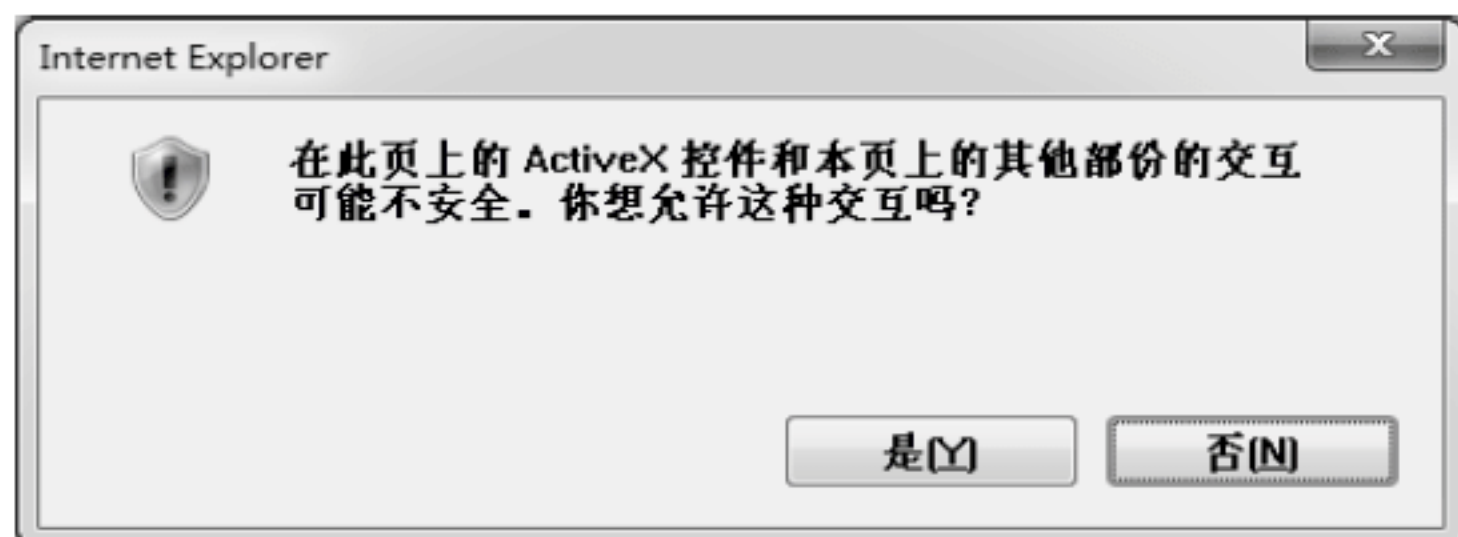 Internet Explorer
在此页上的 ActiveX 控件和本页上的其他部份的交互
可能不安全。你想允许这种交互吗?
是(Y)
否(N)